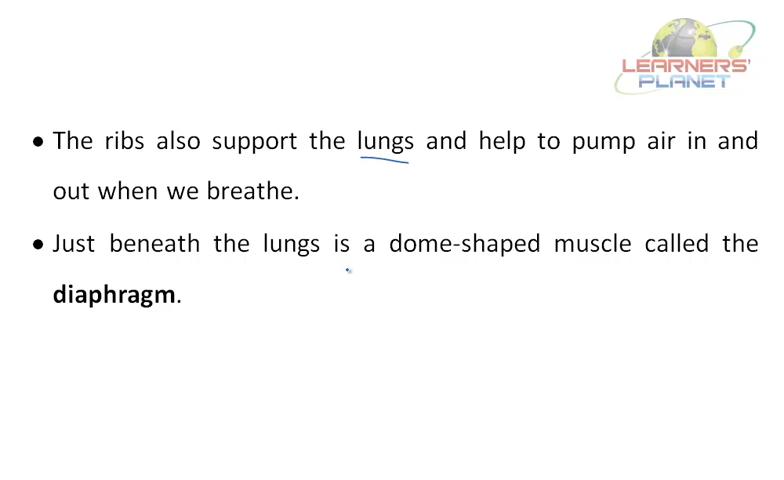 LEARNERS'
PLANET
• The ribs also support the lungs and help to pump air in and
out when we breathe.
• Just beneath the lungs is a dome-shaped muscle called the
diaphragm.